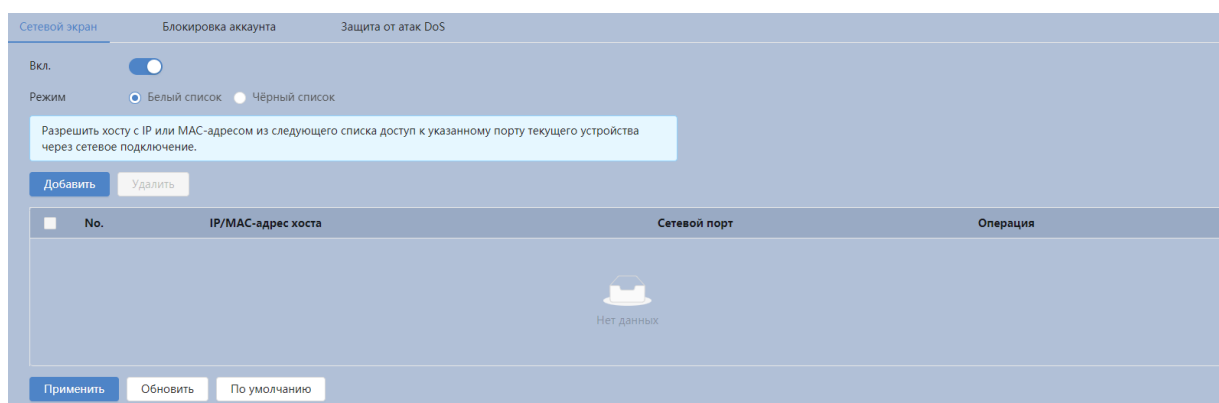 Сетевой экран Блокировка аккаунта Защита от атак DoS
Вкл.
Режим Белый список Чёрный список
Разрешить хосту с IP или MAC-адресом из следующего списка доступ к указанному порту текущего устройства
через сетевое подключение.
Добавить Удалить
No. IP/MAC-адрес хоста Сетевой порт Операция
Нет данных
Применить Обновить По умолчанию